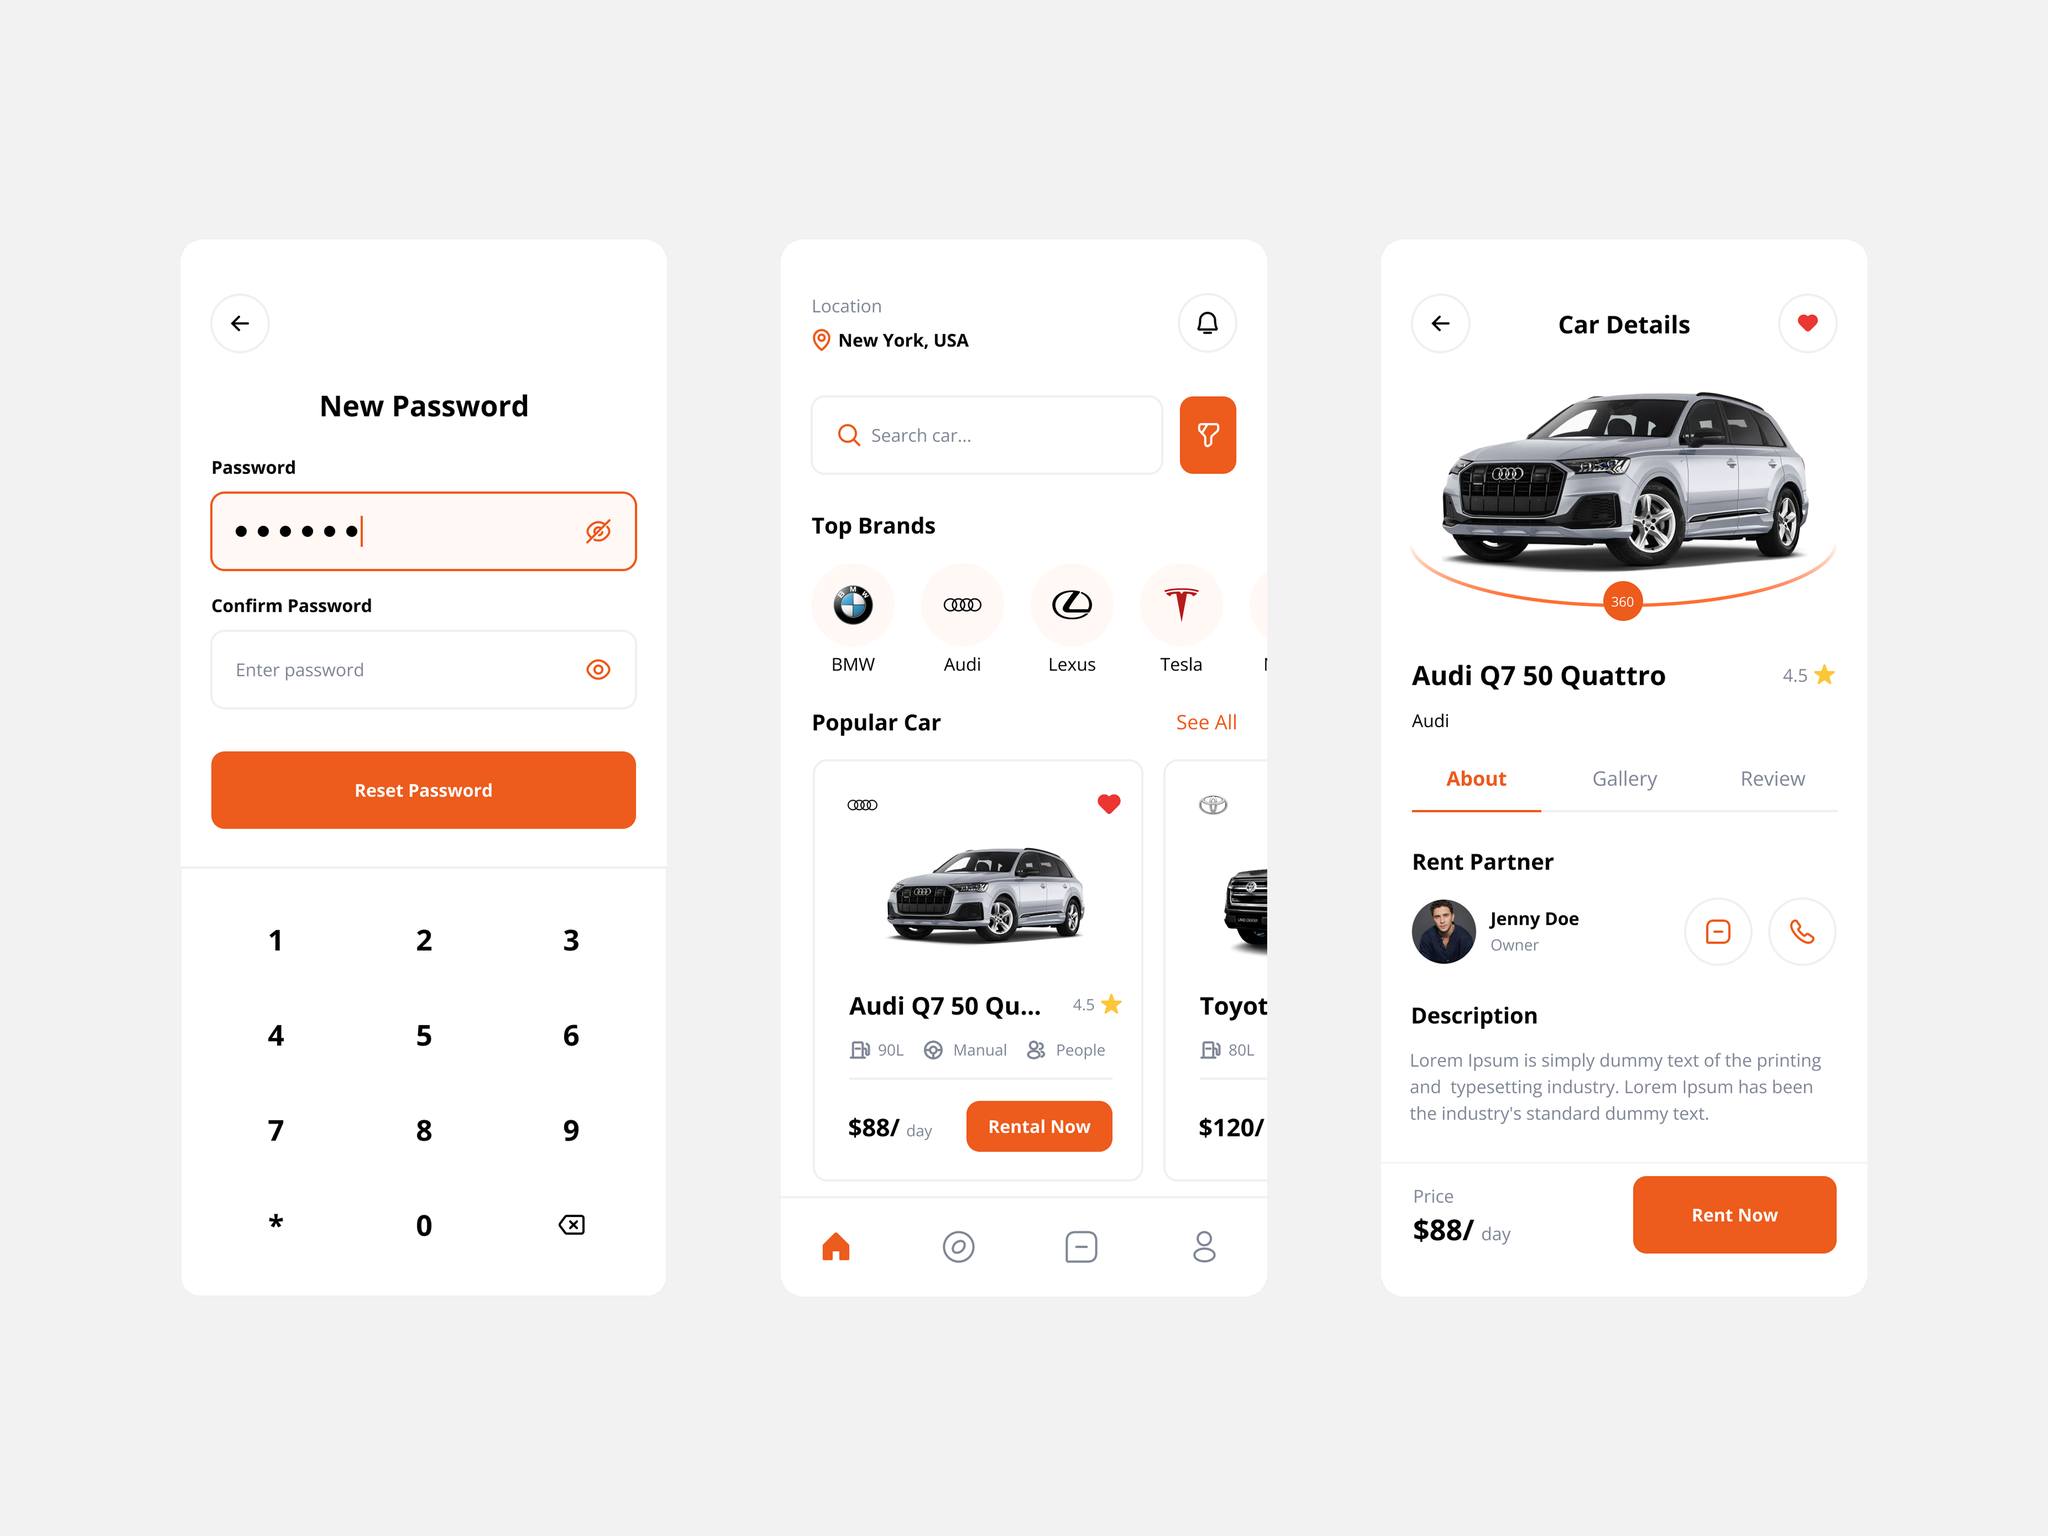 New Password
Password
Confirm Password
Enter password
Reset Password
1 2 3
4 5 6
7 8 9
* 0
Location
New York, USA
Search car...
Top Brands
BMW
BMW Audi Lexus Tesla
Popular Car See All
Audi Q7 50 Qu... 4.5
90L Manual People
$88/ day Rental Now
Toyot
80L
$120/
Car Details
360
Audi Q7 50 Quattro 4.5
Audi
About Gallery Review
Rent Partner
Jenny Doe
Owner
Description
Lorem Ipsum is simply dummy text of the printing
and typesetting industry. Lorem Ipsum has been
the industry's standard dummy text.
Price
$88/ day
Rent Now